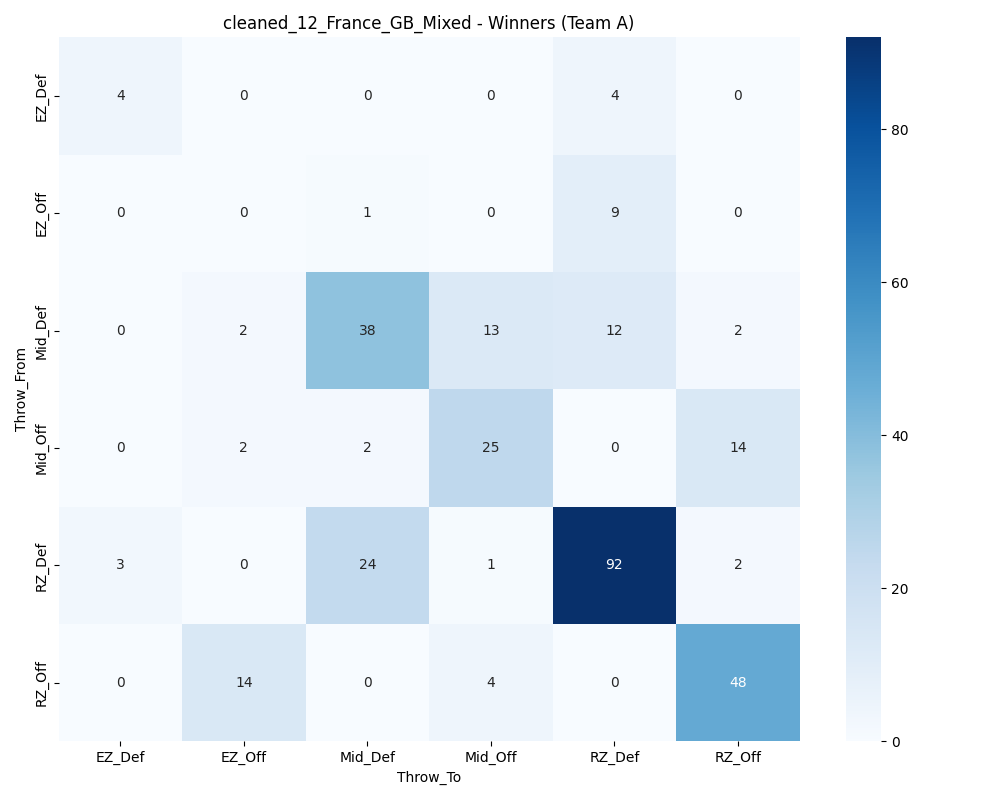 cleaned_12_France_GB_Mixed - Winners (Team A)
EZ_Def 4 0 0 0 4 0
EZ_Off 0 0 1 0 9 0
Mid_Def 0 2 38 13 12 2
Mid_Off 0 2 2 25 0 14
RZ_Def 3 0 24 1 92 2
RZ_Off 0 14 0 4 0 48
EZ_Def EZ_Off Mid_Def Mid_Off RZ_Def RZ_Off
Throw_To
Throw_From
80
60
40
20
0